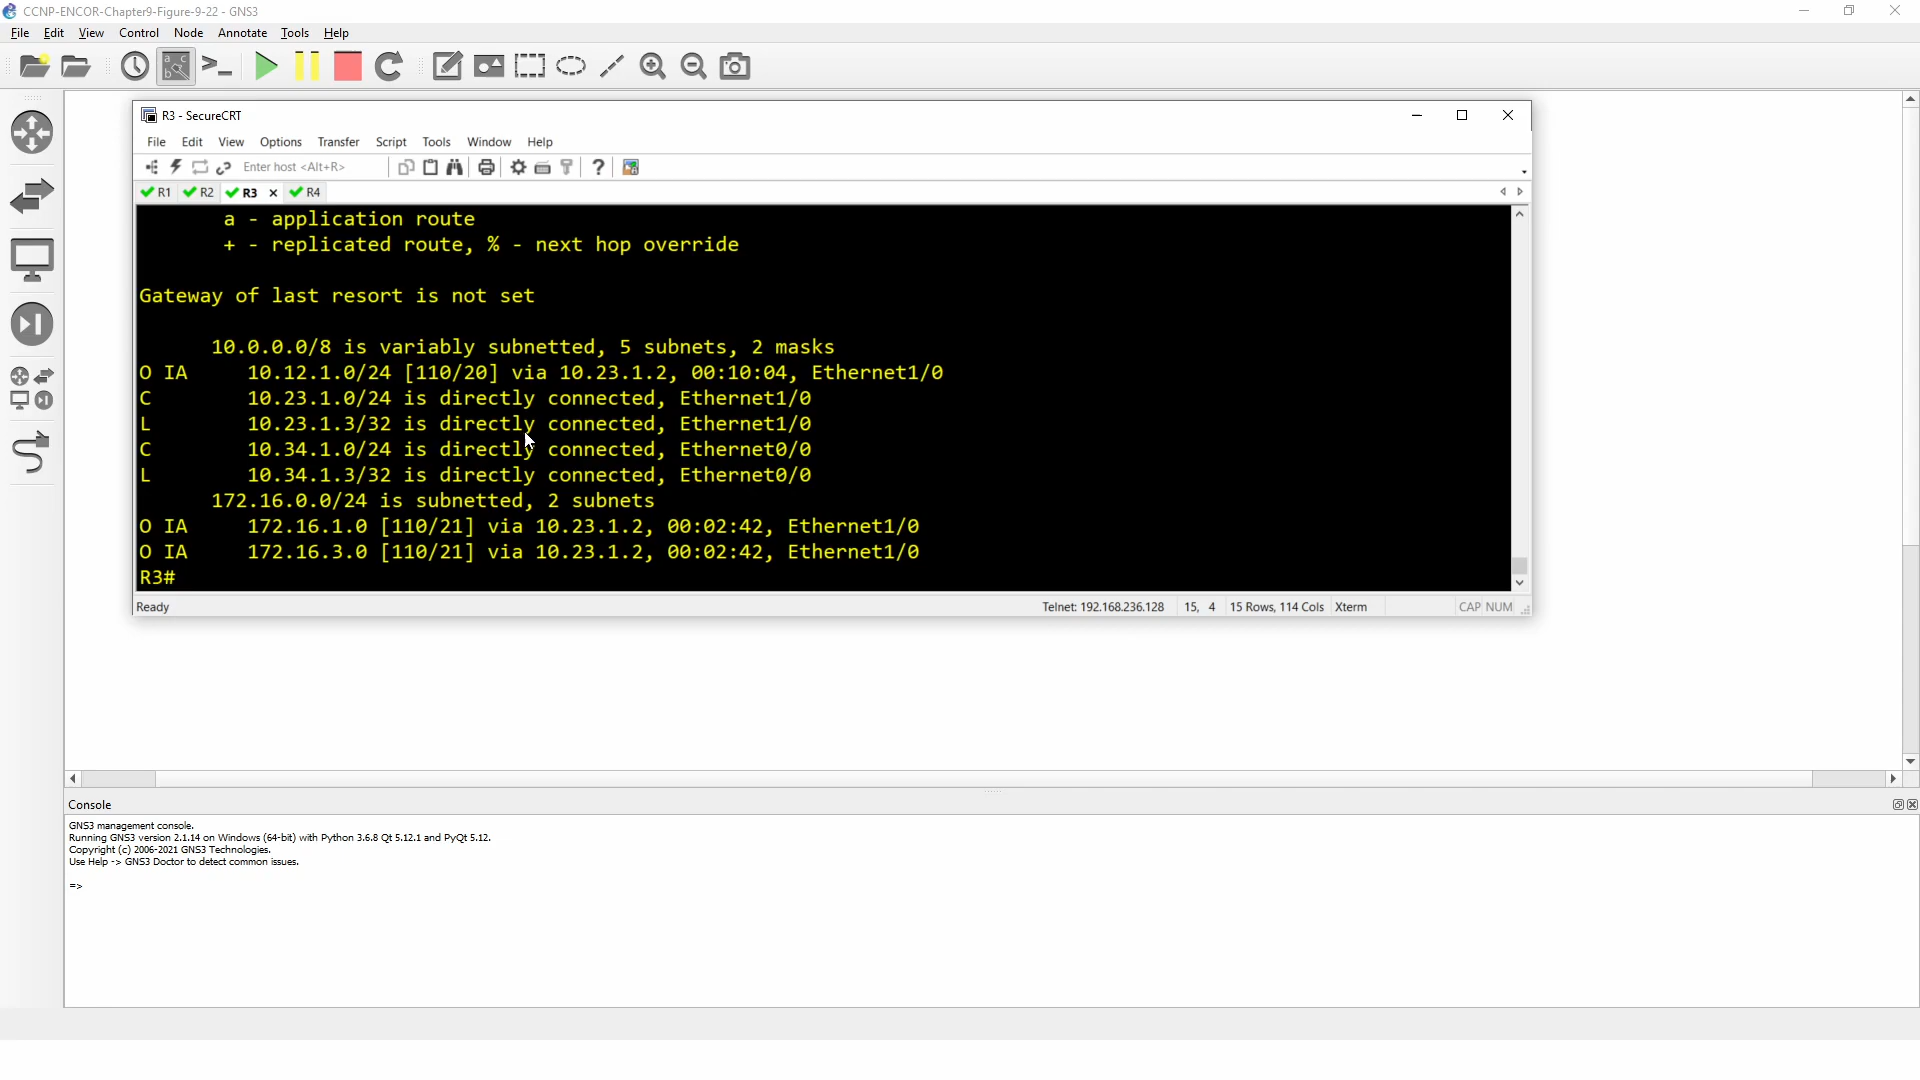 CCNP-ENCOR-Chapter9-Figure-9-22 - GNS3
File Edit View Control Node Annotate Tools Help
R3 - SecureCRT
File Edit View Options Transfer Script Tools Window Help
Enter host <Alt+R>
R1 R2 R3 R4
a - application route
+ - replicated route, % - next hop override
Gateway of last resort is not set
10.0.0.0/8 is variably subnetted, 5 subnets, 2 masks
O IA 10.12.1.0/24 [110/20] via 10.23.1.2, 00:10:04, Ethernet1/0
C 10.23.1.0/24 is directly connected, Ethernet1/0
L 10.23.1.3/32 is directly connected, Ethernet1/0
C 10.34.1.0/24 is directly connected, Ethernet0/0
L 10.34.1.3/32 is directly connected, Ethernet0/0
172.16.0.0/24 is subnetted, 2 subnets
O IA 172.16.1.0 [110/21] via 10.23.1.2, 00:02:42, Ethernet1/0
O IA 172.16.3.0 [110/21] via 10.23.1.2, 00:02:42, Ethernet1/0
R3#
Ready Telnet: 192.168.236.128 15, 4 15 Rows, 114 Cols Xterm CAP NUM
Console
GNS3 management console.
Running GNS3 version 2.1.14 on Windows (64-bit) with Python 3.6.8 Qt 5.12.1 and PyQt 5.12.
Copyright (c) 2006-2021 GNS3 Technologies.
Use Help -> GNS3 Doctor to detect common issues.
=>